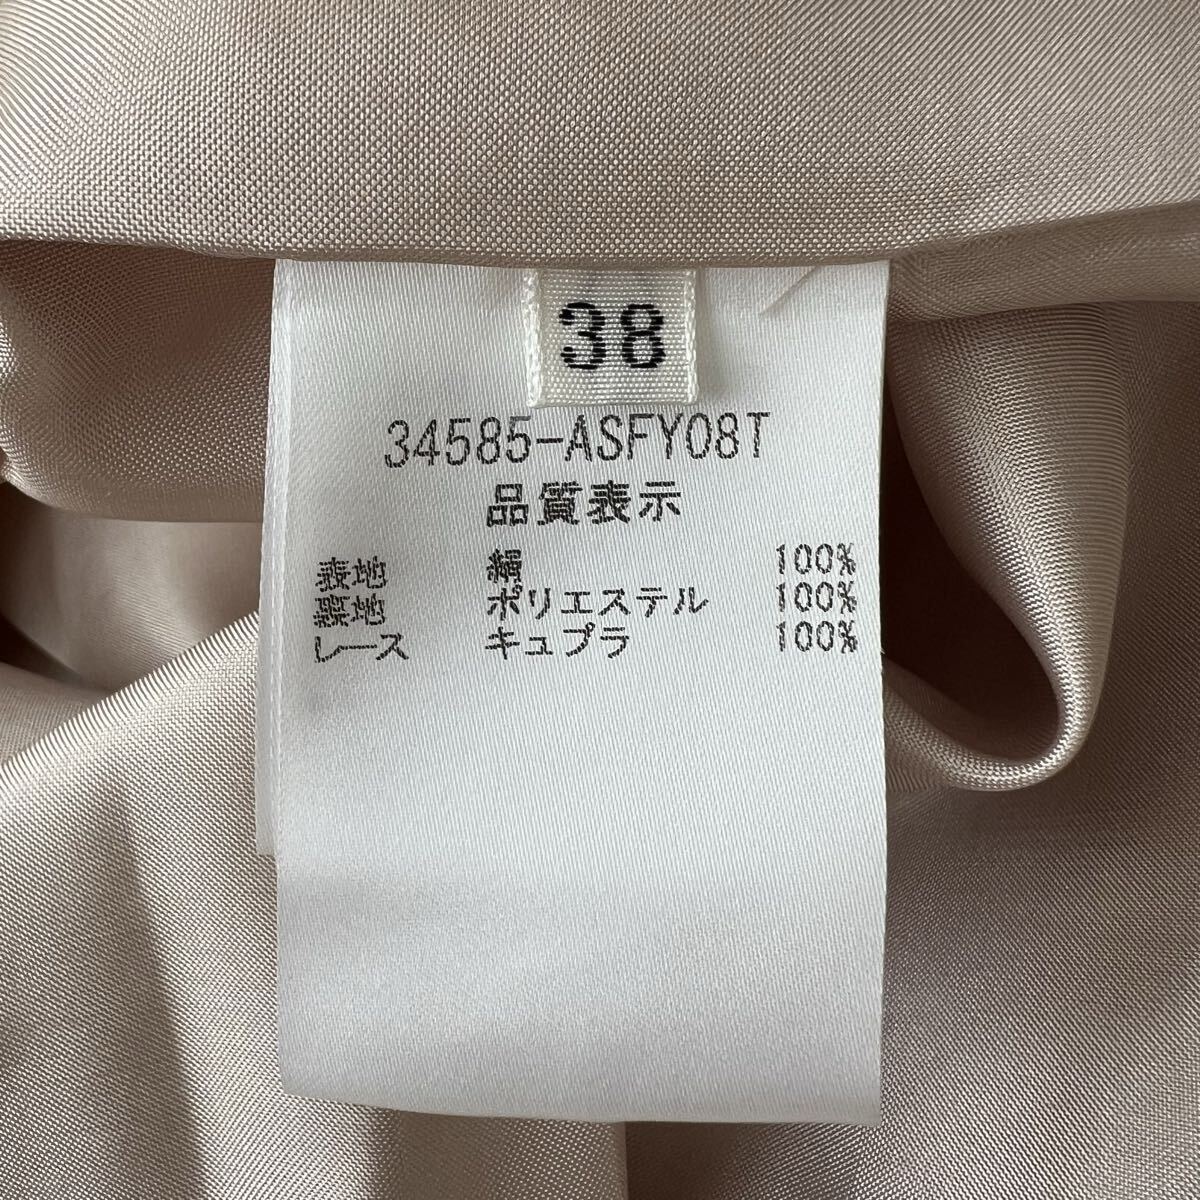 38
34585-ASFY08T
品質表示
表地 絹 100%
裏地 ポリエステル 100%
レース キュプラ 100%